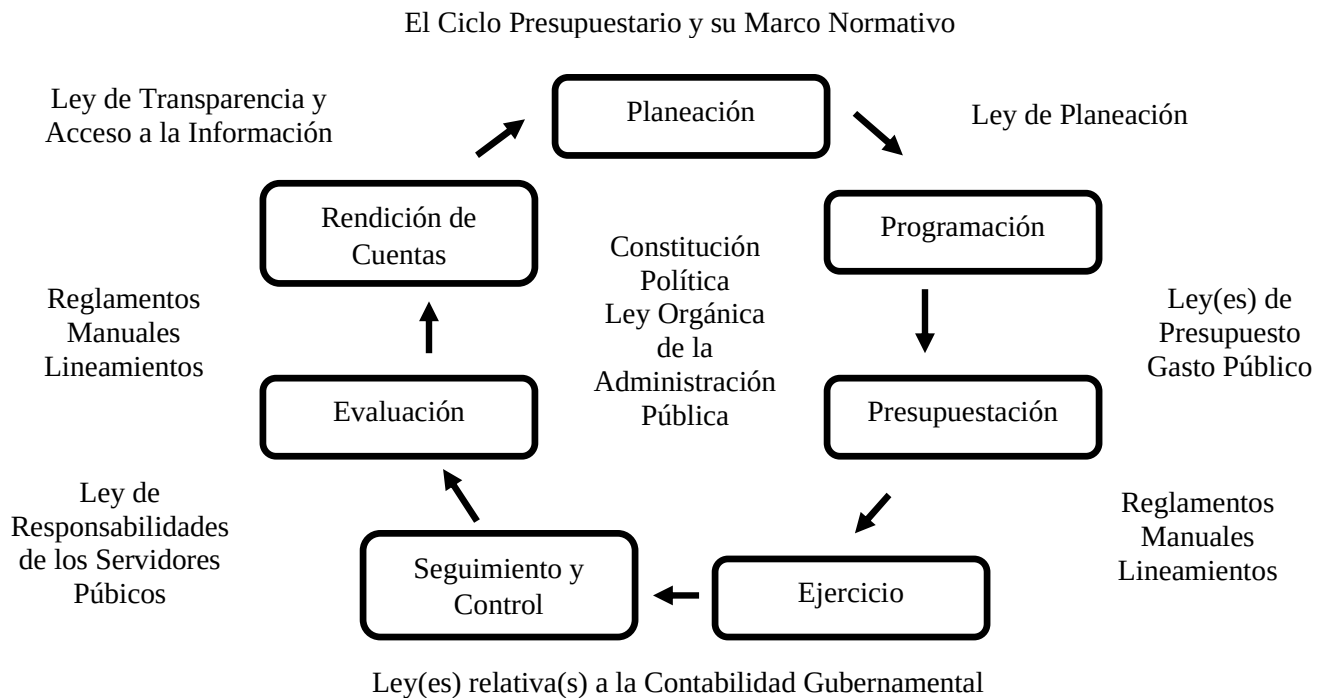 El Ciclo Presupuestario y su Marco Normativo
Ley de Transparencia y
Acceso a la Información
Planeación
Ley de Planeación
Rendición de
Cuentas
Programación
Constitución
Política
Ley Orgánica
de la
Administración
Pública
Reglamentos
Manuales
Lineamientos
Ley(es) de
Presupuesto
Gasto Público
Evaluación
Presupuestación
Ley de
Responsabilidades
de los Servidores
Púbicos
Reglamentos
Manuales
Lineamientos
Seguimiento y
Control
Ejercicio
Ley(es) relativa(s) a la Contabilidad Gubernamental